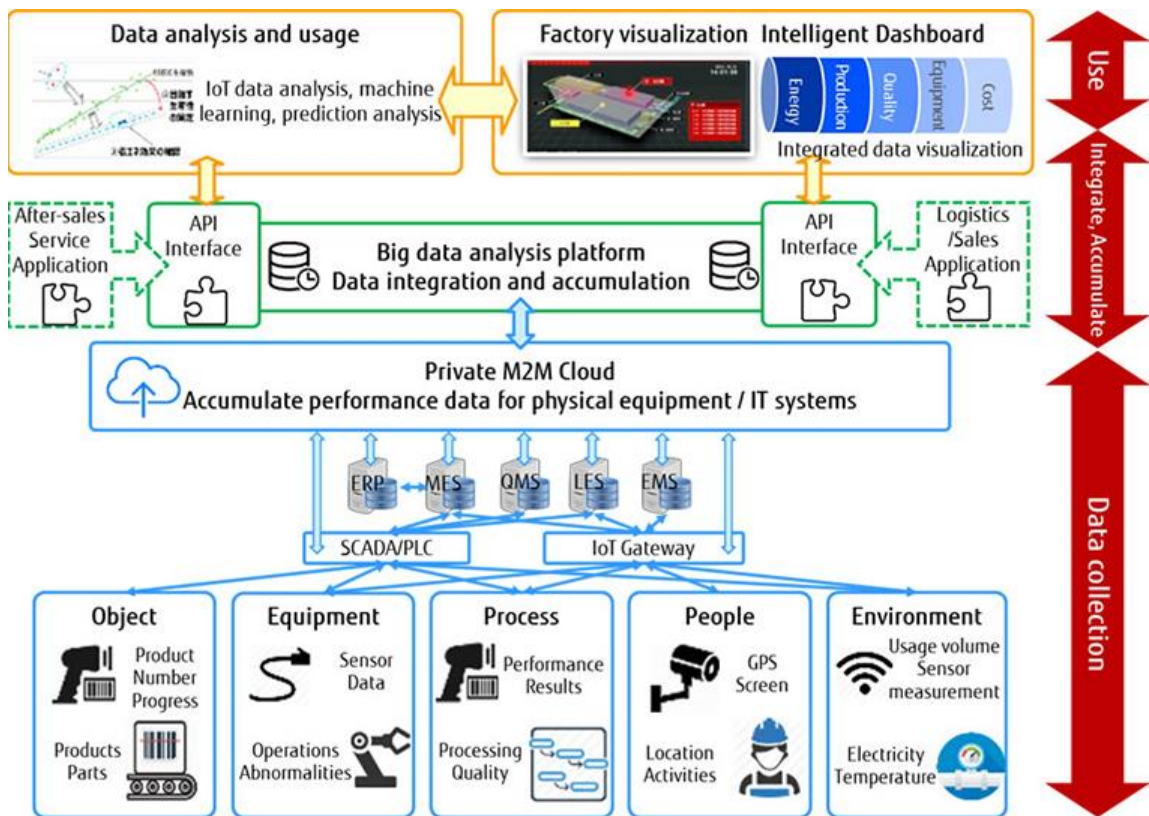 Data analysis and usage
IoT data analysis, machine
learning, prediction analysis
Factory visualization
Intelligent Dashboard
Energy
Production
Quality
Equipment
Cost
Integrated data visualization
Use
After-sales
Service
Application
API
Interface
Big data analysis platform
Data integration and accumulation
API
Interface
Logistics
/Sales
Application
Integrate, Accumulate
Private M2M Cloud
Accumulate performance data for physical equipment / IT systems
ERP
MES
QMS
LES
EMS
SCADA/PLC
IoT Gateway
Data collection
Object
Product
Number
Progress
Products
Parts
Equipment
Sensor
Data
Operations
Abnormalities
Process
Performance
Results
Processing
Quality
People
GPS
Screen
Location
Activities
Environment
Usage volume
Sensor
measurement
Electricity
Temperature